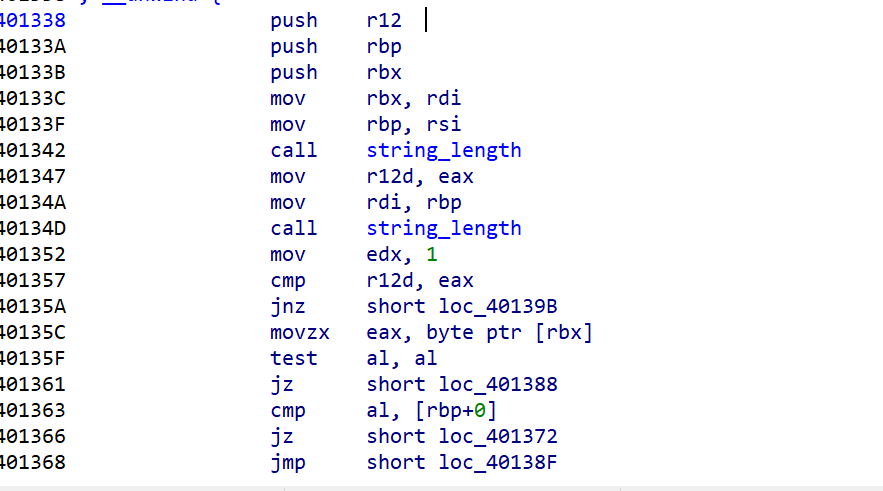 401338 push r12
40133A push rbp
40133B push rbx
40133C mov rbx, rdi
40133F mov rbp, rsi
401342 call string_length
401347 mov r12d, eax
40134A mov rdi, rbp
40134D call string_length
401352 mov edx, 1
401357 cmp r12d, eax
40135A jnz short loc_40139B
40135C movzx eax, byte ptr [rbx]
40135F test al, al
401361 jz short loc_401388
401363 cmp al, [rbp+0]
401366 jz short loc_401372
401368 jmp short loc_40138F